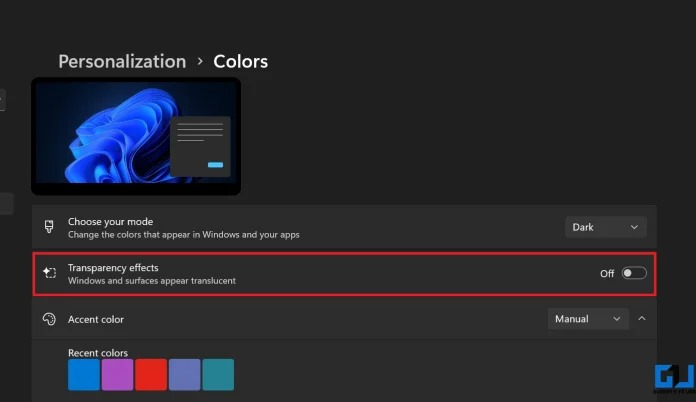 Personalization › Colors
Choose your mode
Change the colors that appear in Windows and your apps
Dark
Transparency effects
Windows and surfaces appear translucent
Off
Accent color
Manual
Recent colors